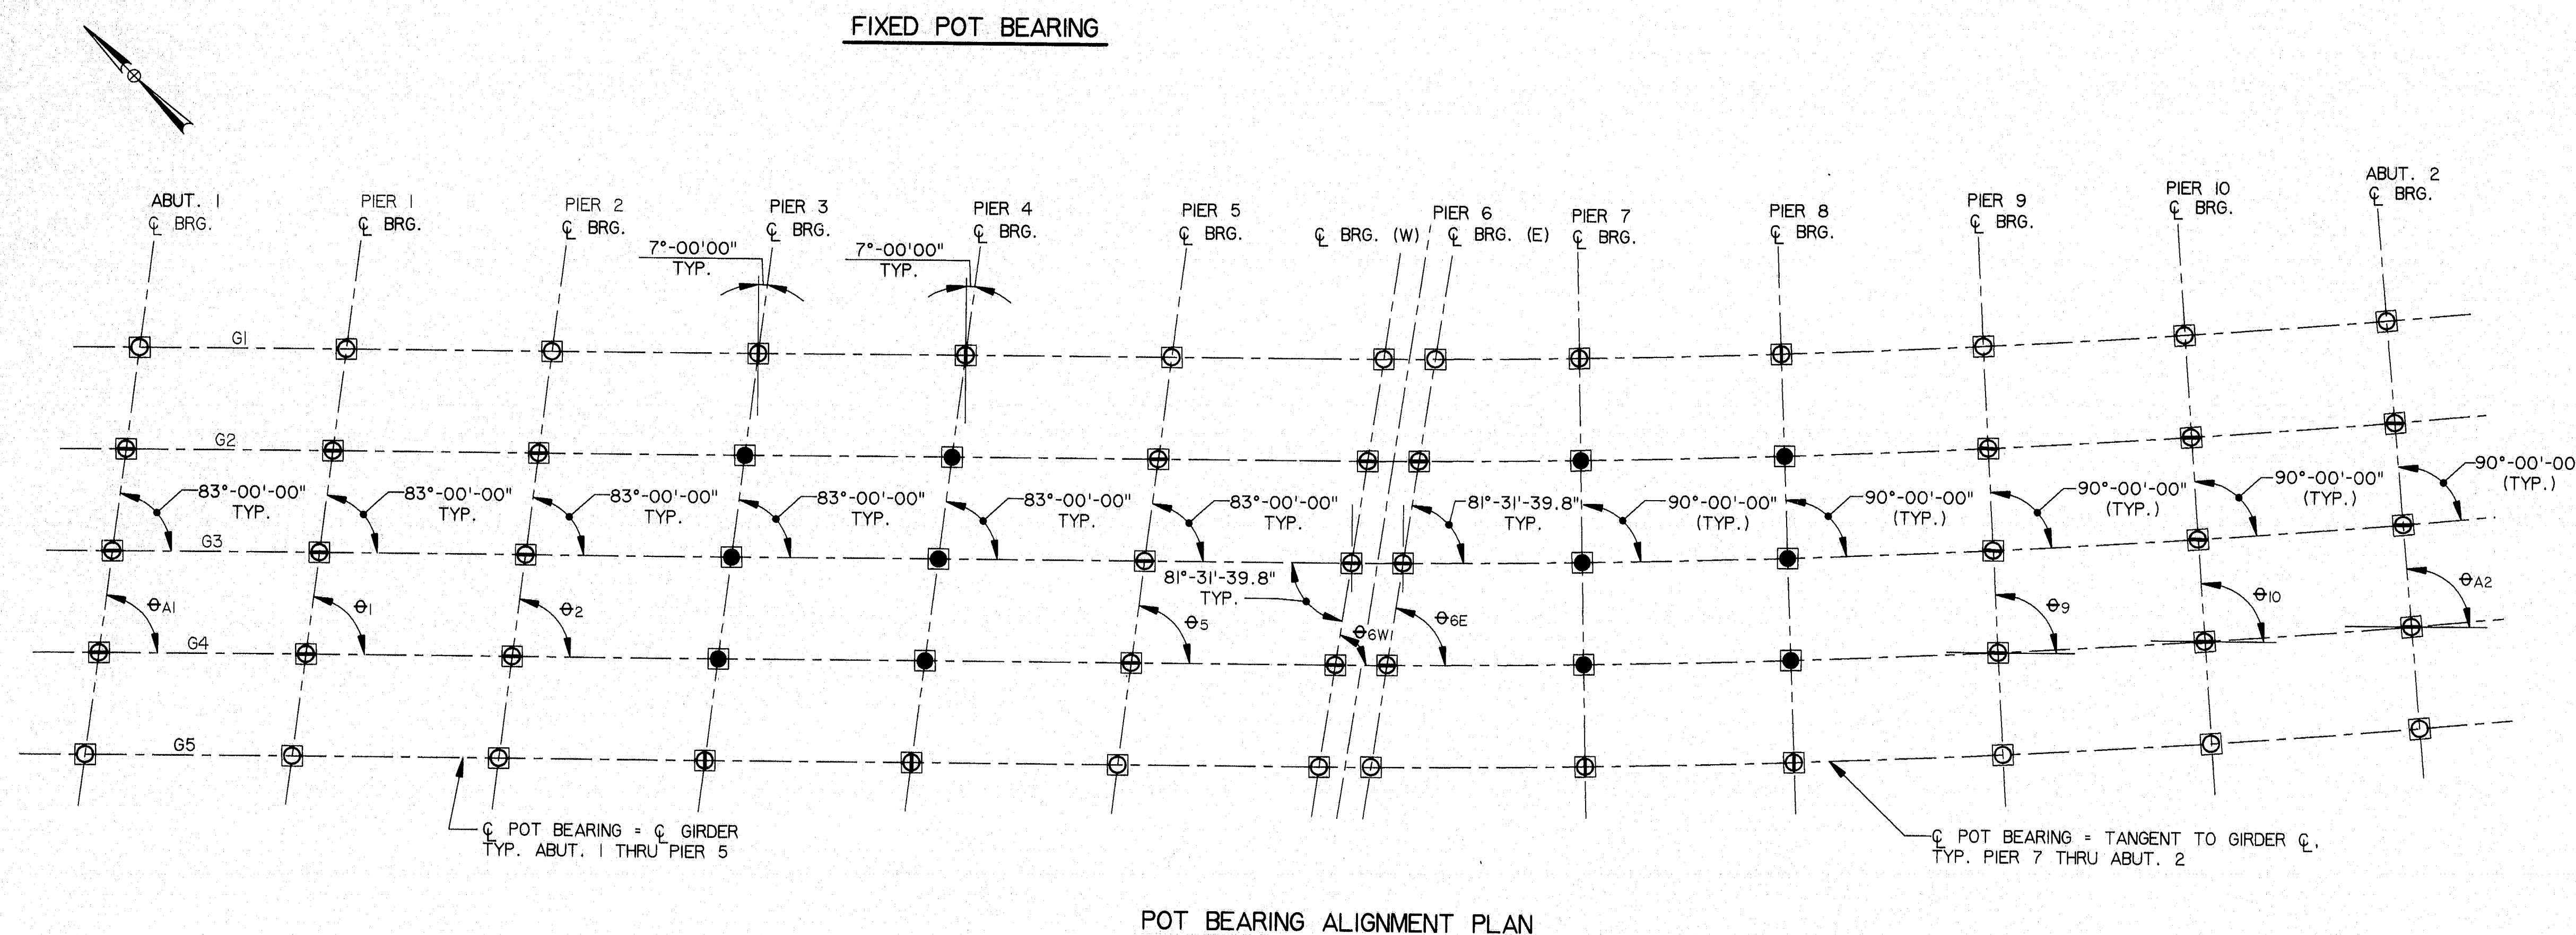 FIXED POT BEARING
ABUT. 1
℄ BRG.
PIER 1
℄ BRG.
PIER 2
℄ BRG.
PIER 3
℄ BRG.
PIER 4
℄ BRG.
PIER 5
℄ BRG.
PIER 6
℄ BRG. (W)
℄ BRG. (E)
PIER 7
℄ BRG.
PIER 8
℄ BRG.
PIER 9
℄ BRG.
PIER 10
℄ BRG.
ABUT. 2
℄ BRG.
7°-00'00"
TYP.
7°-00'00"
TYP.
G1
G2
83°-00'-00"
TYP.
83°-00'-00"
TYP.
83°-00'-00"
TYP.
83°-00'-00"
TYP.
83°-00'-00"
TYP.
83°-00'-00"
TYP.
81°-31'-39.8"
TYP.
90°-00'-00"
(TYP.)
90°-00'-00"
(TYP.)
90°-00'-00"
(TYP.)
90°-00'-00"
(TYP.)
90°-00'-00
(TYP.)
G3
81°-31'-39.8"
TYP.
θA1
θ1
θ2
θ5
θ6W
θ6E
θ9
θ10
θA2
G4
G5
℄ POT BEARING = ℄ GIRDER
TYP. ABUT. 1 THRU PIER 5
℄ POT BEARING = TANGENT TO GIRDER ℄,
TYP. PIER 7 THRU ABUT. 2
POT BEARING ALIGNMENT PLAN